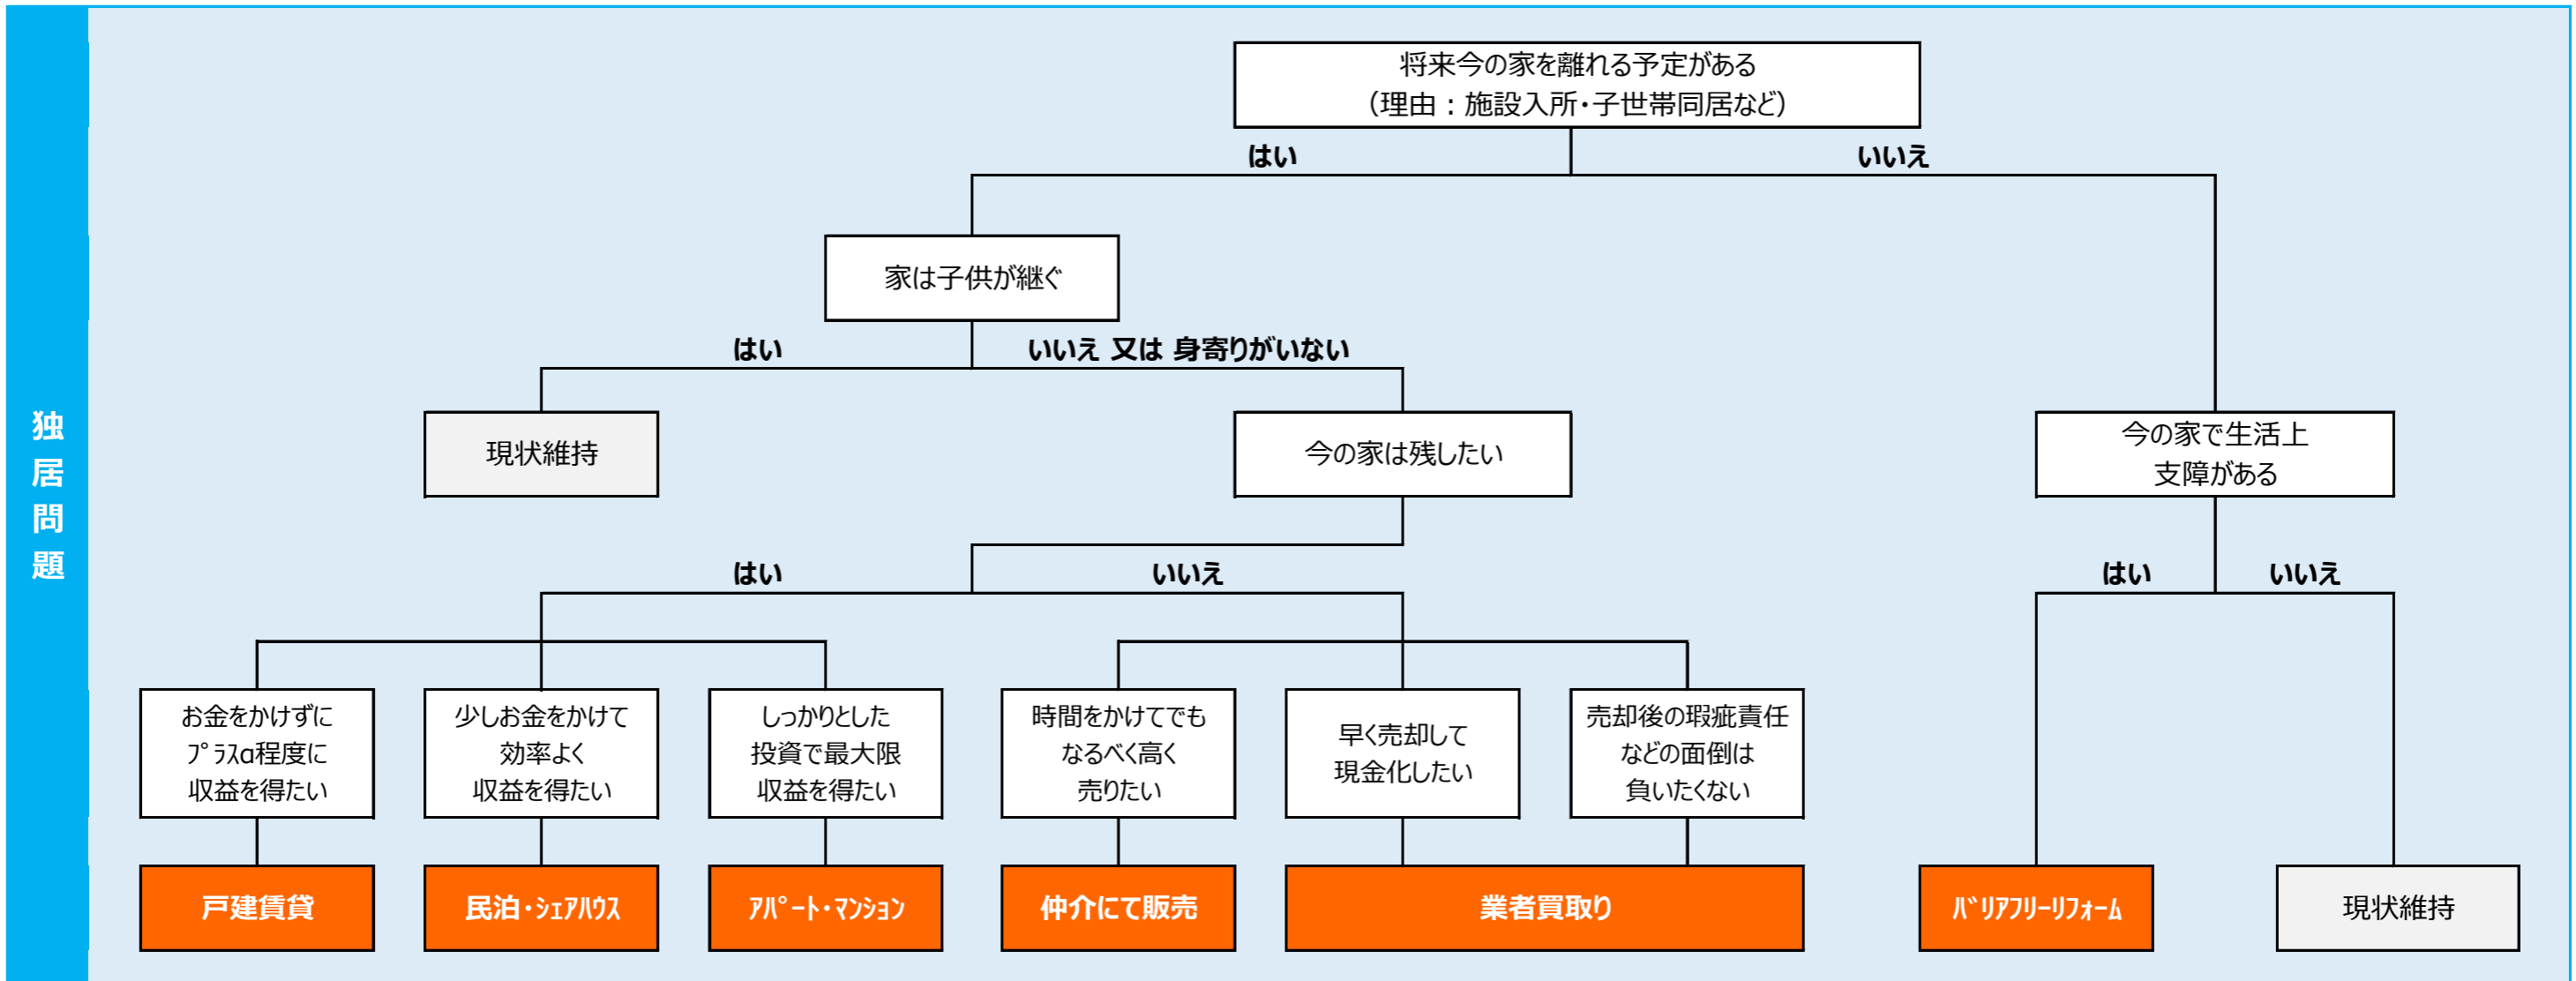 独居問題
将来今の家を離れる予定がある
（理由：施設入所・子世帯同居など）
はい
いいえ
家は子供が継ぐ
はい
いいえ 又は 身寄りがいない
現状維持
今の家は残したい
今の家で生活上
支障がある
はい
いいえ
はい
いいえ
お金をかけずに
ﾌﾟﾗｽα程度に
収益を得たい
少しお金をかけて
効率よく
収益を得たい
しっかりとした
投資で最大限
収益を得たい
時間をかけてでも
なるべく高く
売りたい
早く売却して
現金化したい
売却後の瑕疵責任
などの面倒は
負いたくない
戸建賃貸
民泊・ｼｪｱﾊｳｽ
ｱﾊﾟｰﾄ・ﾏﾝｼｮﾝ
仲介にて販売
業者買取り
ﾊﾞﾘｱﾌﾘｰﾘﾌｫｰﾑ
現状維持